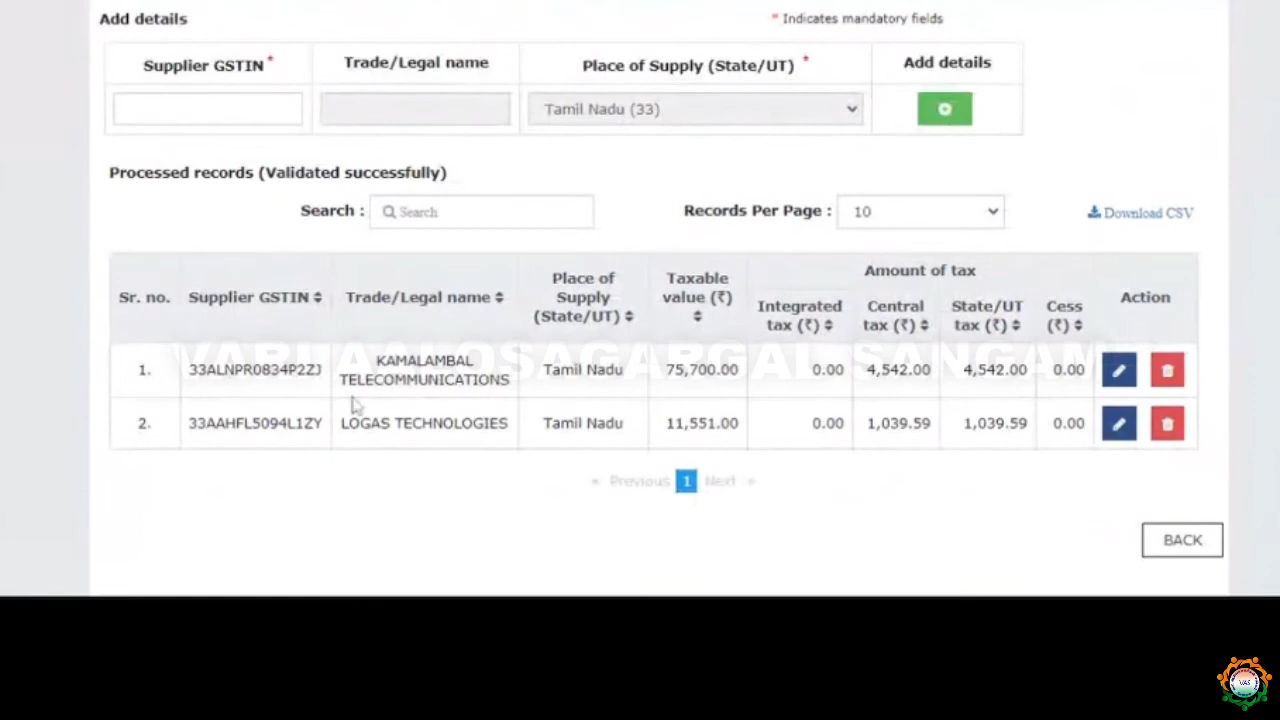 Add details
* Indicates mandatory fields
Supplier GSTIN * Trade/Legal name Place of Supply (State/UT) * Add details
Tamil Nadu (33)
Processed records (Validated successfully)
Search : Search Records Per Page : 10 Download CSV
Sr. no. Supplier GSTIN Trade/Legal name Place of Supply (State/UT) Taxable value (₹) Amount of tax Integrated tax (₹) Central tax (₹) State/UT tax (₹) Cess (₹) Action
1. 33ALNPR0834P2ZJ KAMALAMBAL TELECOMMUNICATIONS Tamil Nadu 75,700.00 0.00 4,542.00 4,542.00 0.00
2. 33AAHFL5094L1ZY LOGAS TECHNOLOGIES Tamil Nadu 11,551.00 0.00 1,039.59 1,039.59 0.00
« Previous 1 Next »
BACK
VAS